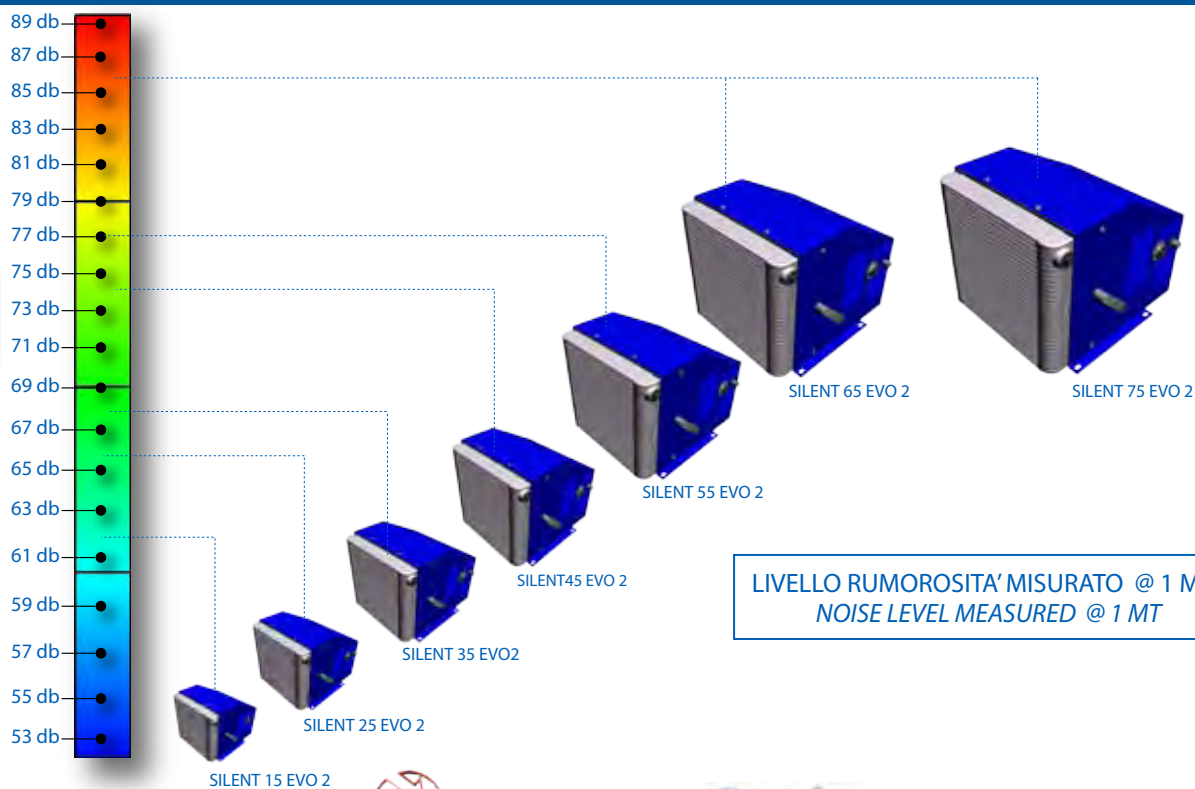 89 db
87 db
85 db
83 db
81 db
79 db
77 db
75 db
73 db
71 db
69 db
67 db
65 db
63 db
61 db
59 db
57 db
55 db
53 db
SILENT 65 EVO 2
SILENT 75 EVO 2
SILENT 55 EVO 2
SILENT45 EVO 2
SILENT 35 EVO2
SILENT 25 EVO 2
SILENT 15 EVO 2
LIVELLO RUMOROSITA’ MISURATO @ 1 M
NOISE LEVEL MEASURED @ 1 MT